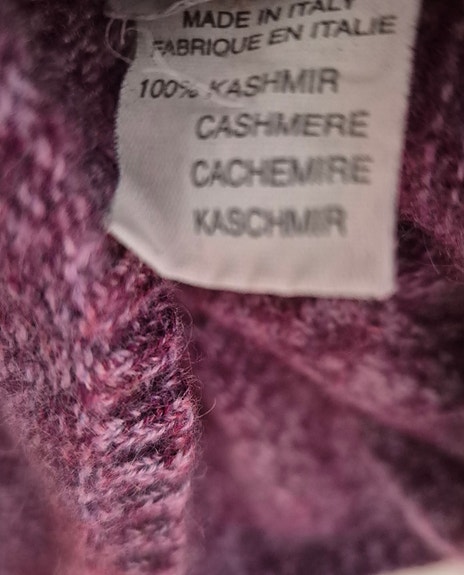 MADE IN ITALY
FABRIQUE EN ITALIE
100% KASHMIR
CASHMERE
CACHEMIRE
KASCHMIR